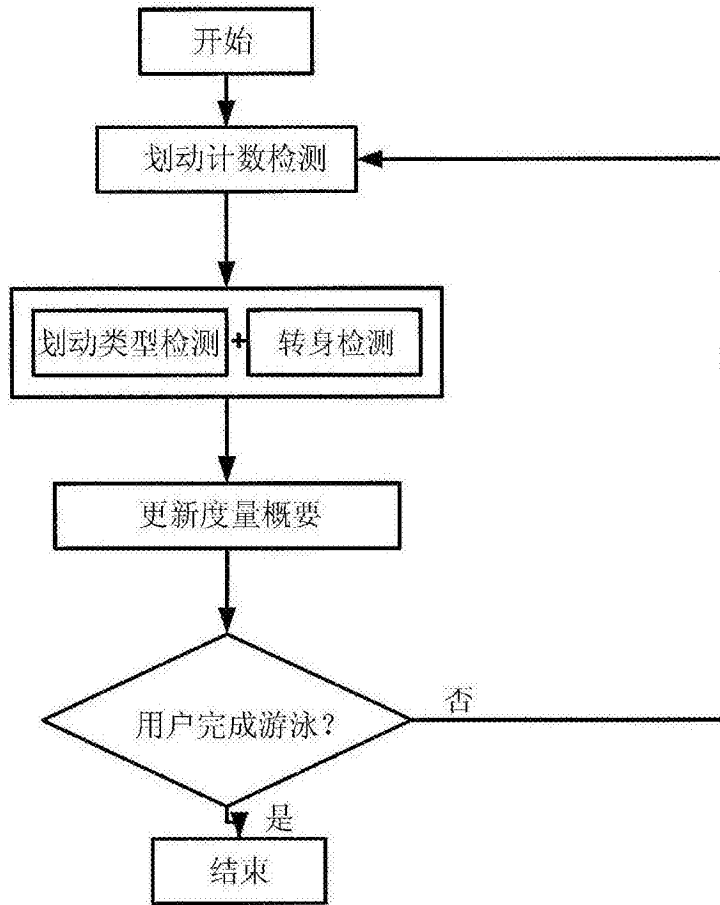 开始
划动计数检测
划动类型检测 + 转身检测
更新度量概要
用户完成游泳?
否
是
结束